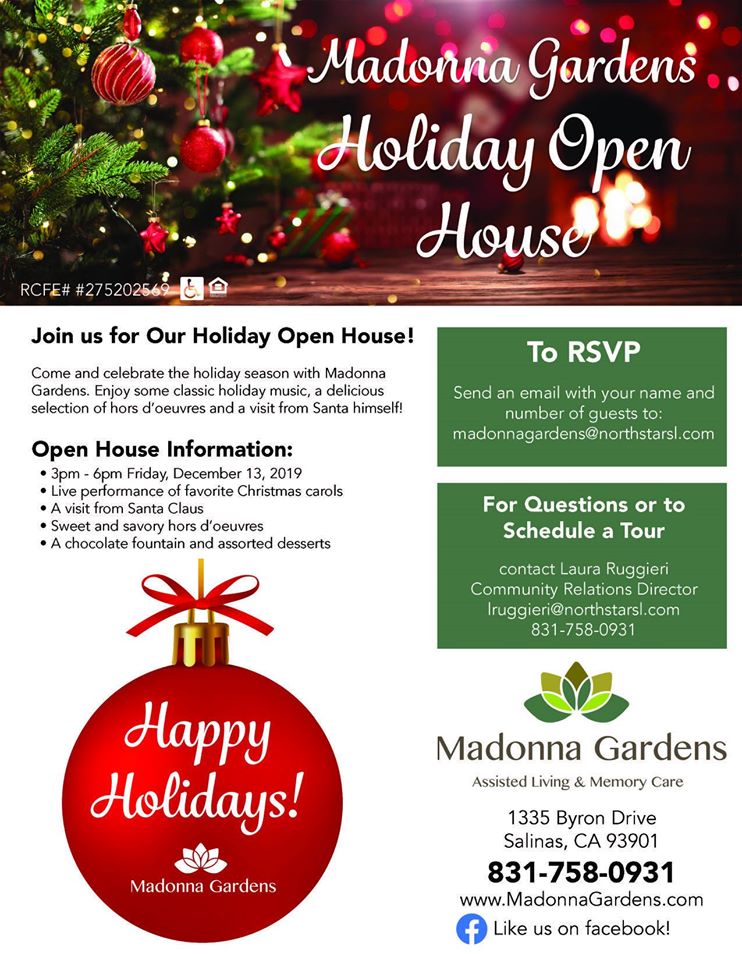 Madonna Gardens
Holiday Open
House
RCFE# #275202569
Join us for Our Holiday Open House!
Come and celebrate the holiday season with Madonna
Gardens. Enjoy some classic holiday music, a delicious
selection of hors d'oeuvres and a visit from Santa himself!
Open House Information:
• 3pm - 6pm Friday, December 13, 2019
• Live performance of favorite Christmas carols
• A visit from Santa Claus
• Sweet and savory hors d'oeuvres
• A chocolate fountain and assorted desserts
To RSVP
Send an email with your name and
number of guests to:
madonnagardens@northstarsl.com
For Questions or to
Schedule a Tour
contact Laura Ruggieri
Community Relations Director
lruggieri@northstarsl.com
831-758-0931
Happy
Holidays!
Madonna Gardens
Madonna Gardens
Assisted Living & Memory Care
1335 Byron Drive
Salinas, CA 93901
831-758-0931
www.MadonnaGardens.com
Like us on facebook!